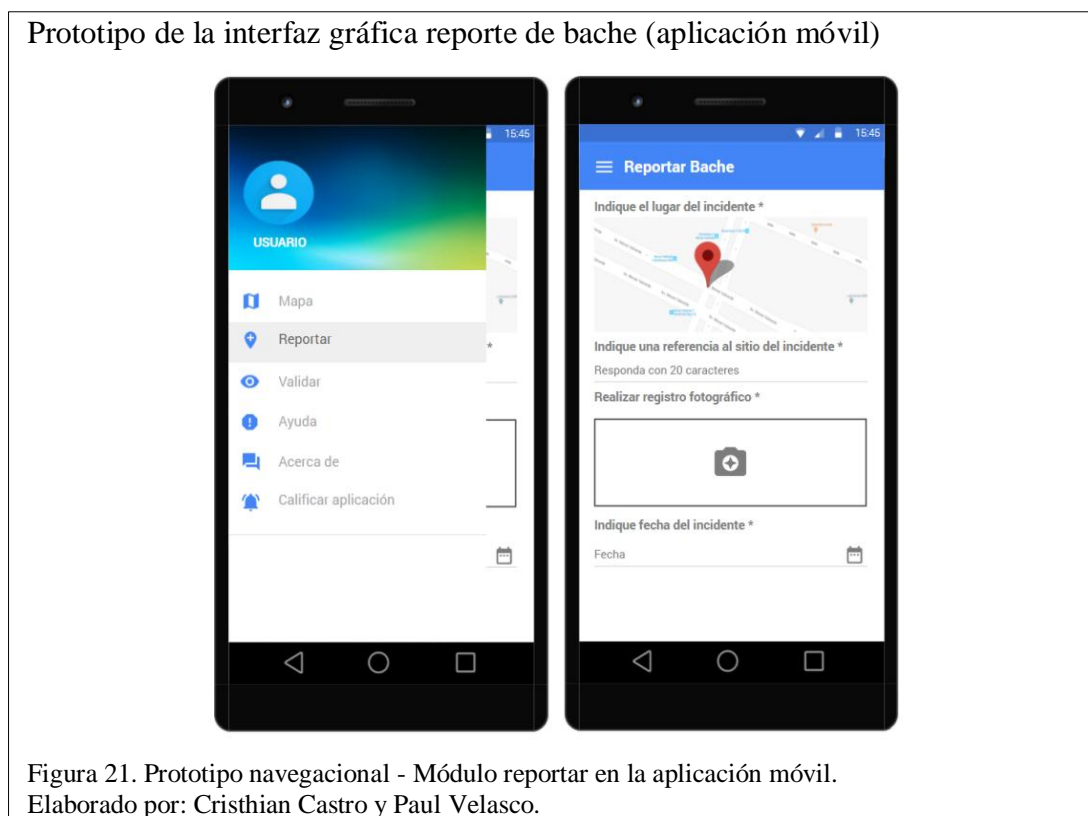 Prototipo de la interfaz gráfica reporte de bache (aplicación móvil)
15:45
USUARIO
Mapa
Reportar
*
Validar
Ayuda
Acerca de
Calificar aplicación
15:45
Reportar Bache
Indique el lugar del incidente *
Indique una referencia al sitio del incidente *
Responda con 20 caracteres
Realizar registro fotográfico *
Indique fecha del incidente *
Fecha
Figura 21. Prototipo navegacional - Módulo reportar en la aplicación móvil.
Elaborado por: Cristhian Castro y Paul Velasco.